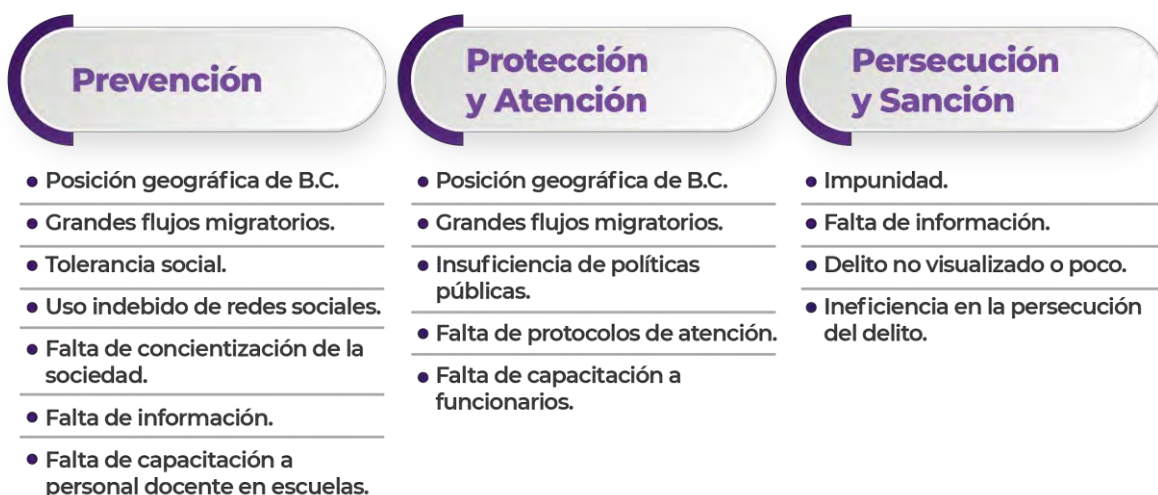 Prevención
• Posición geográfica de B.C.
• Grandes flujos migratorios.
• Tolerancia social.
• Uso indebido de redes sociales.
• Falta de concientización de la
sociedad.
• Falta de información.
• Falta de capacitación a
personal docente en escuelas.
Protección
y Atención
• Posición geográfica de B.C.
• Grandes flujos migratorios.
• Insuficiencia de políticas
públicas.
• Falta de protocolos de atención.
• Falta de capacitación a
funcionarios.
Persecución
y Sanción
• Impunidad.
• Falta de información.
• Delito no visualizado o poco.
• Ineficiencia en la persecución
del delito.